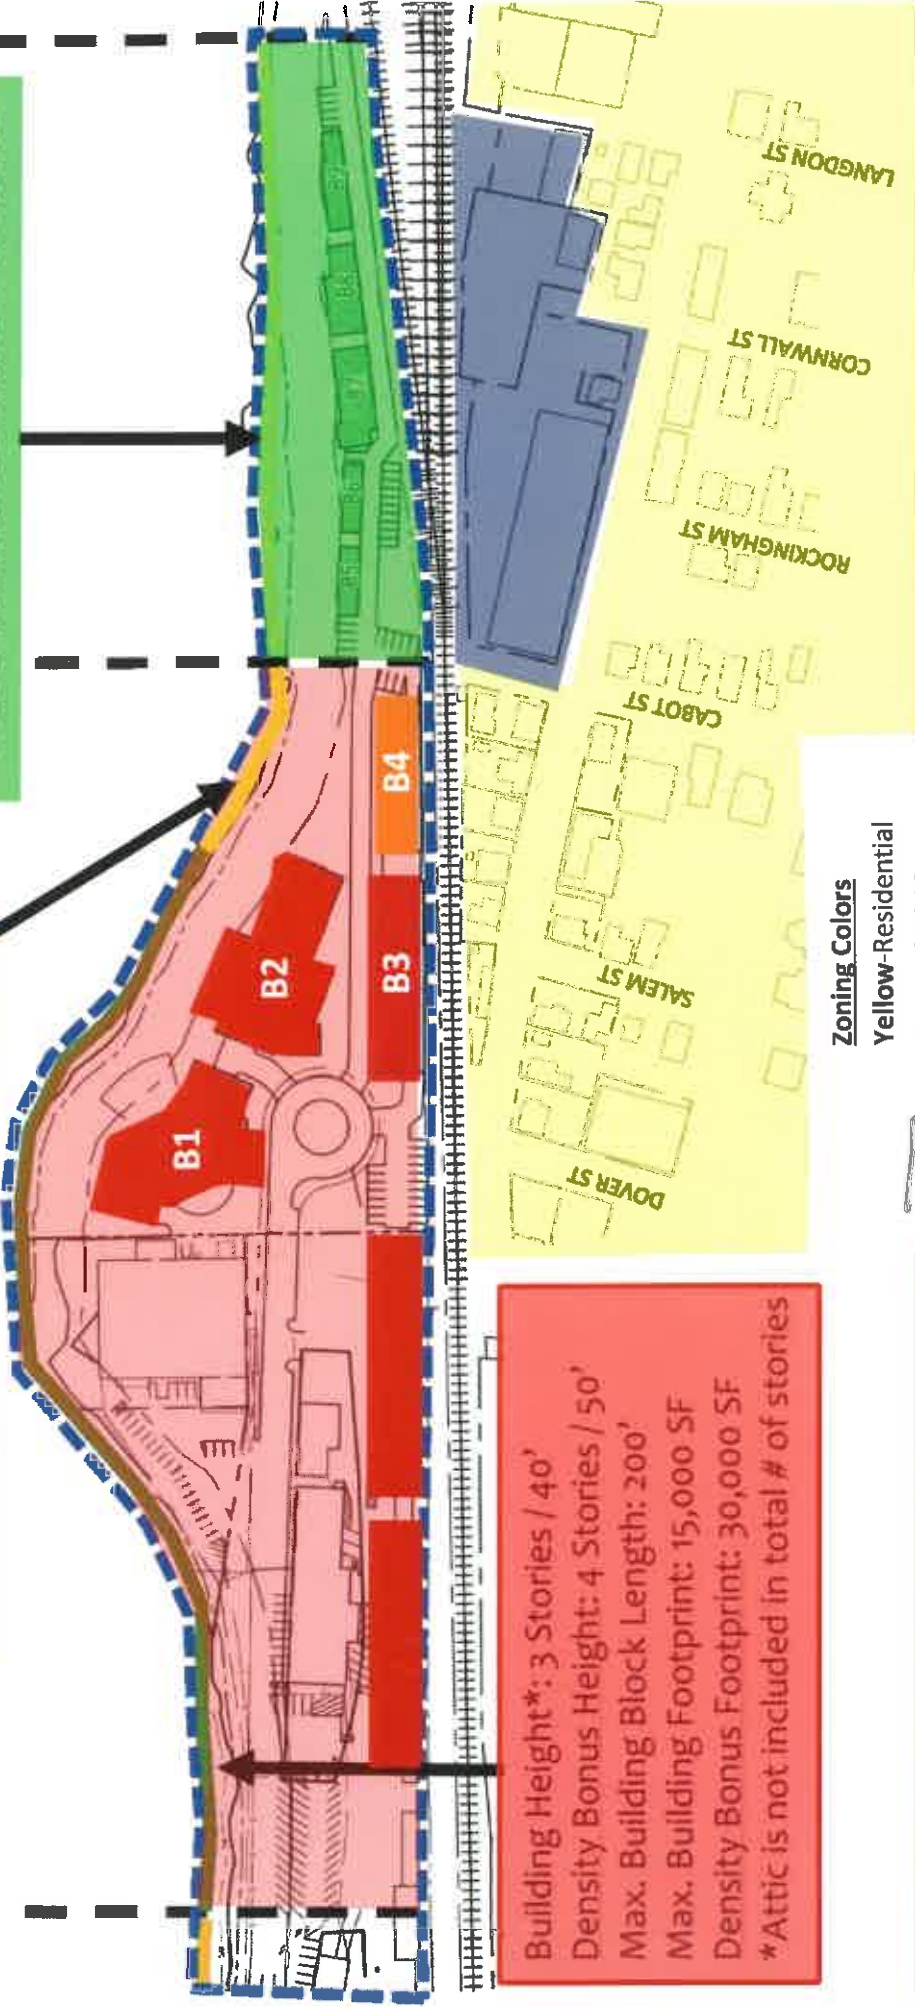 B1
B2
B3
B4
LANGDON ST
CORNWALL ST
ROCKINGHAM ST
CABOT ST
SALEM ST
DOVER ST
Building Height*: 3 Stories / 40'
Density Bonus Height: 4 Stories / 50'
Max. Building Block Length: 200'
Max. Building Footprint: 15,000 SF
Density Bonus Footprint: 30,000 SF
*Attic is not included in total # of stories
Zoning Colors
Yellow-Residential